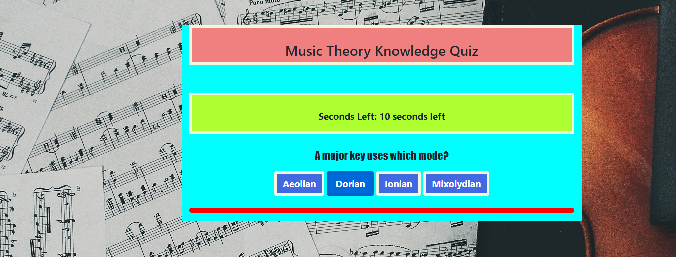 Music Theory Knowledge Quiz
Seconds Left: 10 seconds left
A major key uses which mode?
Aeolian Dorian Ionian Mixolydian